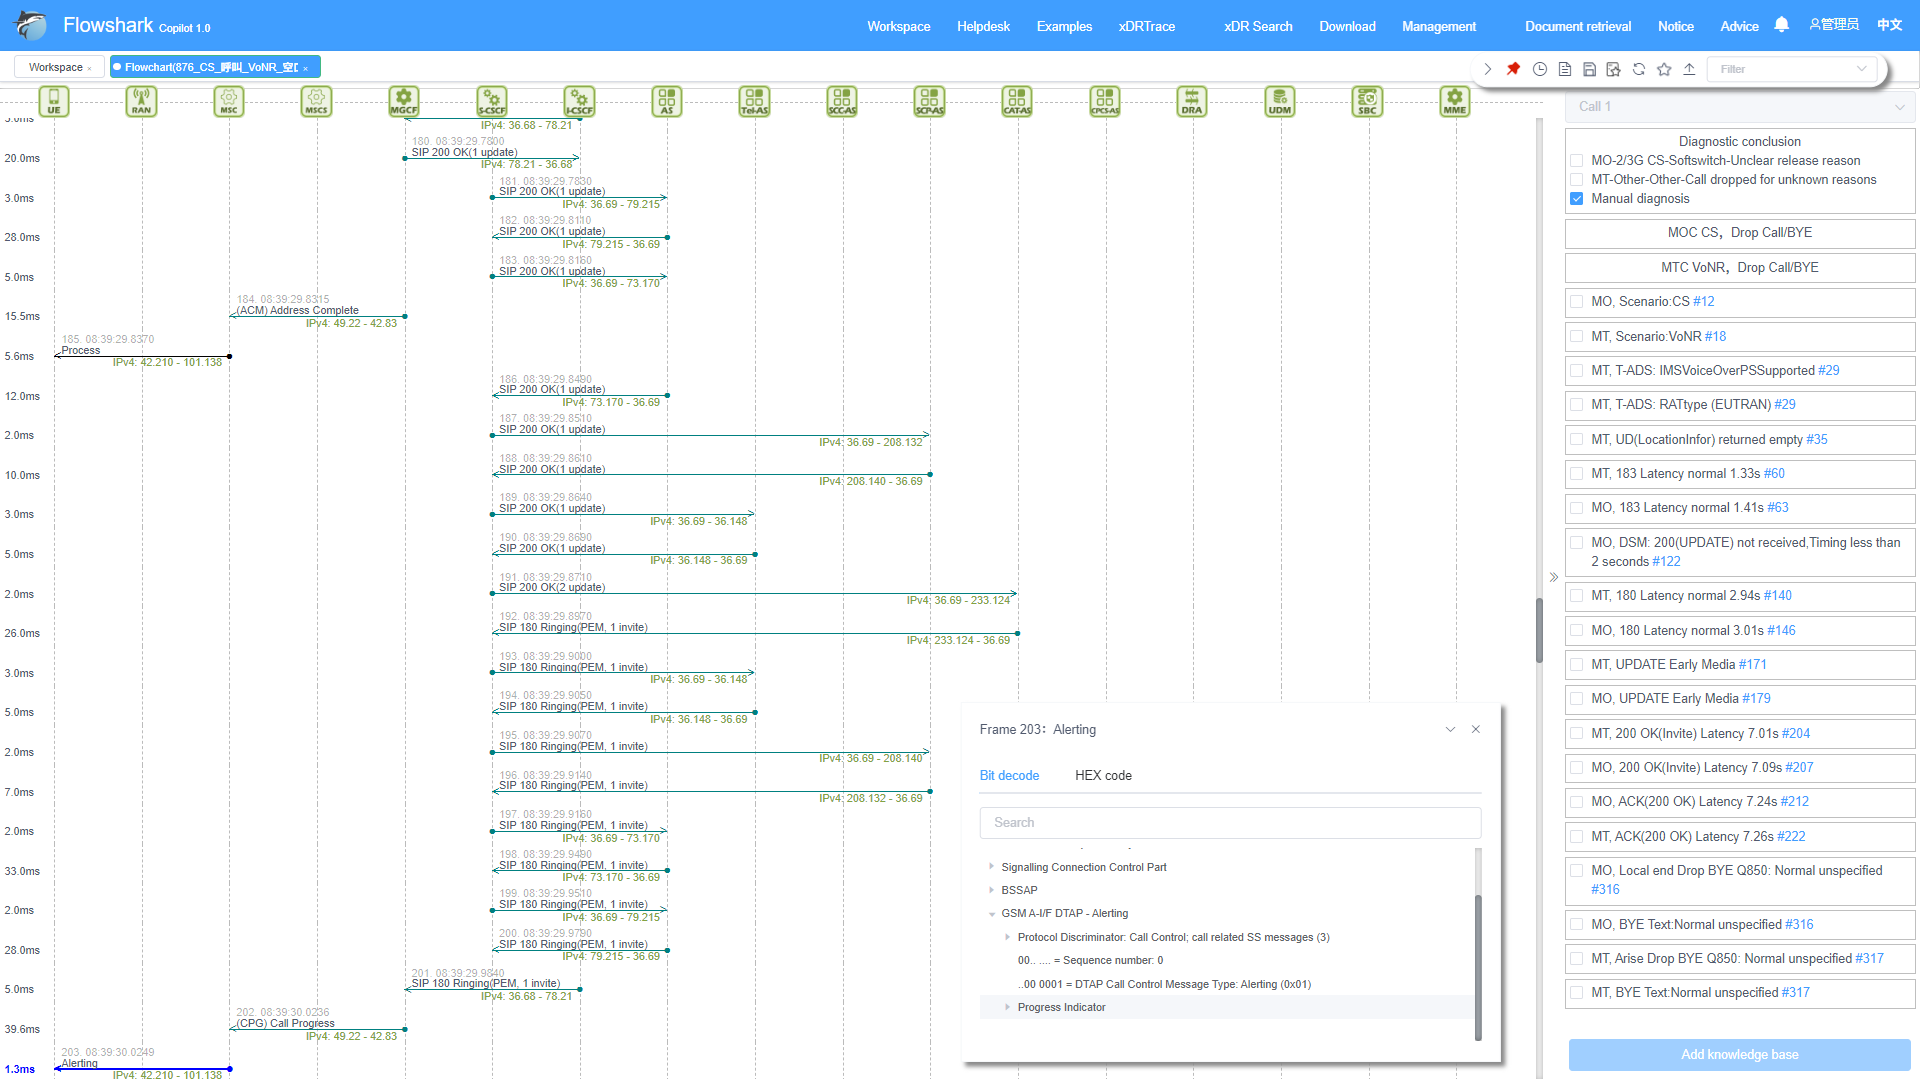 Flowshark Copilot 1.0
Workspace Helpdesk Examples xDRTrace xDR Search Download Management Document retrieval Notice Advice 管理员 中文
Workspace × Flowchart(876_CS_呼叫_VoNR_空 ×
Filter
UE RAN MSC MSCS MGCF S-CSCF I-CSCF AS Tel-AS SCC-AS SCP-AS CAT-AS CPCS-AS DRA UDM SBC MME
IPv4: 36.68 - 78.21
180. 08:39:29.7800
20.0ms SIP 200 OK(1 update)
IPv4: 78.21 - 36.68
181. 08:39:29.7830
3.0ms SIP 200 OK(1 update)
IPv4: 36.69 - 79.215
182. 08:39:29.8110
28.0ms SIP 200 OK(1 update)
IPv4: 79.215 - 36.69
183. 08:39:29.8160
5.0ms SIP 200 OK(1 update)
IPv4: 36.69 - 73.170
184. 08:39:29.8315
15.5ms (ACM) Address Complete
IPv4: 49.22 - 42.83
185. 08:39:29.8370
5.6ms Process
IPv4: 42.210 - 101.138
186. 08:39:29.8490
12.0ms SIP 200 OK(1 update)
IPv4: 73.170 - 36.69
187. 08:39:29.8510
2.0ms SIP 200 OK(1 update)
IPv4: 36.69 - 208.132
188. 08:39:29.8610
10.0ms SIP 200 OK(1 update)
IPv4: 208.140 - 36.69
189. 08:39:29.8640
3.0ms SIP 200 OK(1 update)
IPv4: 36.69 - 36.148
190. 08:39:29.8690
5.0ms SIP 200 OK(1 update)
IPv4: 36.148 - 36.69
191. 08:39:29.8710
2.0ms SIP 200 OK(2 update)
IPv4: 36.69 - 233.124
192. 08:39:29.8970
26.0ms SIP 180 Ringing(PEM, 1 invite)
IPv4: 233.124 - 36.69
193. 08:39:29.9000
3.0ms SIP 180 Ringing(PEM, 1 invite)
IPv4: 36.69 - 36.148
194. 08:39:29.9050
5.0ms SIP 180 Ringing(PEM, 1 invite)
IPv4: 36.148 - 36.69
195. 08:39:29.9070
2.0ms SIP 180 Ringing(PEM, 1 invite)
IPv4: 36.69 - 208.140
196. 08:39:29.9140
7.0ms SIP 180 Ringing(PEM, 1 invite)
IPv4: 208.132 - 36.69
197. 08:39:29.9160
2.0ms SIP 180 Ringing(PEM, 1 invite)
IPv4: 36.69 - 73.170
198. 08:39:29.9490
33.0ms SIP 180 Ringing(PEM, 1 invite)
IPv4: 73.170 - 36.69
199. 08:39:29.9510
2.0ms SIP 180 Ringing(PEM, 1 invite)
IPv4: 36.69 - 79.215
200. 08:39:29.9790
28.0ms SIP 180 Ringing(PEM, 1 invite)
IPv4: 79.215 - 36.69
201. 08:39:29.9840
5.0ms SIP 180 Ringing(PEM, 1 invite)
IPv4: 36.68 - 78.21
202. 08:39:30.0236
39.6ms (CPG) Call Progress
IPv4: 49.22 - 42.83
203. 08:39:30.0249
1.3ms Alerting
IPv4: 42.210 - 101.138
Frame 203： Alerting
Bit decode HEX code
Search
Signalling Connection Control Part
BSSAP
GSM A-I/F DTAP - Alerting
Protocol Discriminator: Call Control; call related SS messages (3)
00.. .... = Sequence number: 0
..00 0001 = DTAP Call Control Message Type: Alerting (0x01)
Progress Indicator
Call 1
Diagnostic conclusion
MO-2/3G CS-Softswitch-Unclear release reason
MT-Other-Other-Call dropped for unknown reasons
Manual diagnosis
MOC CS，Drop Call/BYE
MTC VoNR，Drop Call/BYE
MO, Scenario:CS #12
MT, Scenario:VoNR #18
MT, T-ADS: IMSVoiceOverPSSupported #29
MT, T-ADS: RATtype (EUTRAN) #29
MT, UD(LocationInfor) returned empty #35
MT, 183 Latency normal 1.33s #60
MO, 183 Latency normal 1.41s #63
MO, DSM: 200(UPDATE) not received,Timing less than
2 seconds #122
MT, 180 Latency normal 2.94s #140
MO, 180 Latency normal 3.01s #146
MT, UPDATE Early Media #171
MO, UPDATE Early Media #179
MT, 200 OK(Invite) Latency 7.01s #204
MO, 200 OK(Invite) Latency 7.09s #207
MO, ACK(200 OK) Latency 7.24s #212
MT, ACK(200 OK) Latency 7.26s #222
MO, Local end Drop BYE Q850: Normal unspecified
#316
MO, BYE Text:Normal unspecified #316
MT, Arise Drop BYE Q850: Normal unspecified #317
MT, BYE Text:Normal unspecified #317
Add knowledge base